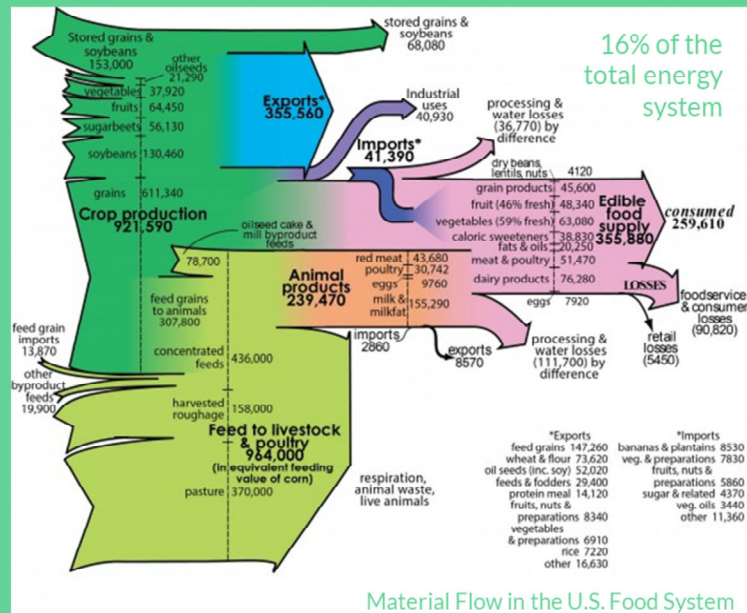 stored grains &
soybeans
68,080
Stored grains &
soybeans
153,000
16% of the
total energy
system
other
oilseeds
21,290
vegetables 37,920
fruits 64,450
sugarbeets 56,130
soybeans 130,460
grains 611,340
Crop production
921,590
Exports*
355,560
Industrial
uses
40,930
Imports*
41,390
processing &
water losses
(36,770) by
difference
dry beans,
lentils, nuts 4120
grain products 45,600
fruit (46% fresh) 48,340
vegetables (59% fresh) 63,080
caloric sweeteners 38,830
fats & oils 20,250
meat & poultry 51,470
dairy products 76,280
eggs 7920
Edible
food
supply
355,880
consumed
259,610
LOSSES
foodservice
& consumer
losses
(90,820)
retail
losses
(5450)
oilseed cake &
mill byproduct
feeds
78,700
feed grains
to animals
307,800
Animal
products
239,470
red meat 43,680
poultry 30,742
eggs 9760
milk &
milkfat 155,290
imports
2860
exports
8570
processing &
water losses
(111,700) by
difference
feed grain
imports
13,870
other
byproduct
feeds
19,900
concentrated
feeds 436,000
harvested
roughage 158,000
Feed to livestock
& poultry
964,000
(in equivalent feeding
value of corn)
pasture 370,000
respiration,
animal waste,
live animals
*Exports
feed grains 147,260
wheat & flour 73,620
oil seeds (inc. soy) 52,020
feeds & fodders 29,400
protein meal 14,120
fruits, nuts &
preparations 8340
vegetables
& preparations 6910
rice 7220
other 16,630
*Imports
bananas & plantains 8530
veg. & preparations 7830
fruits, nuts &
preparations 5860
sugar & related 4370
veg. oils 3440
other 11,360
Material Flow in the U.S. Food System